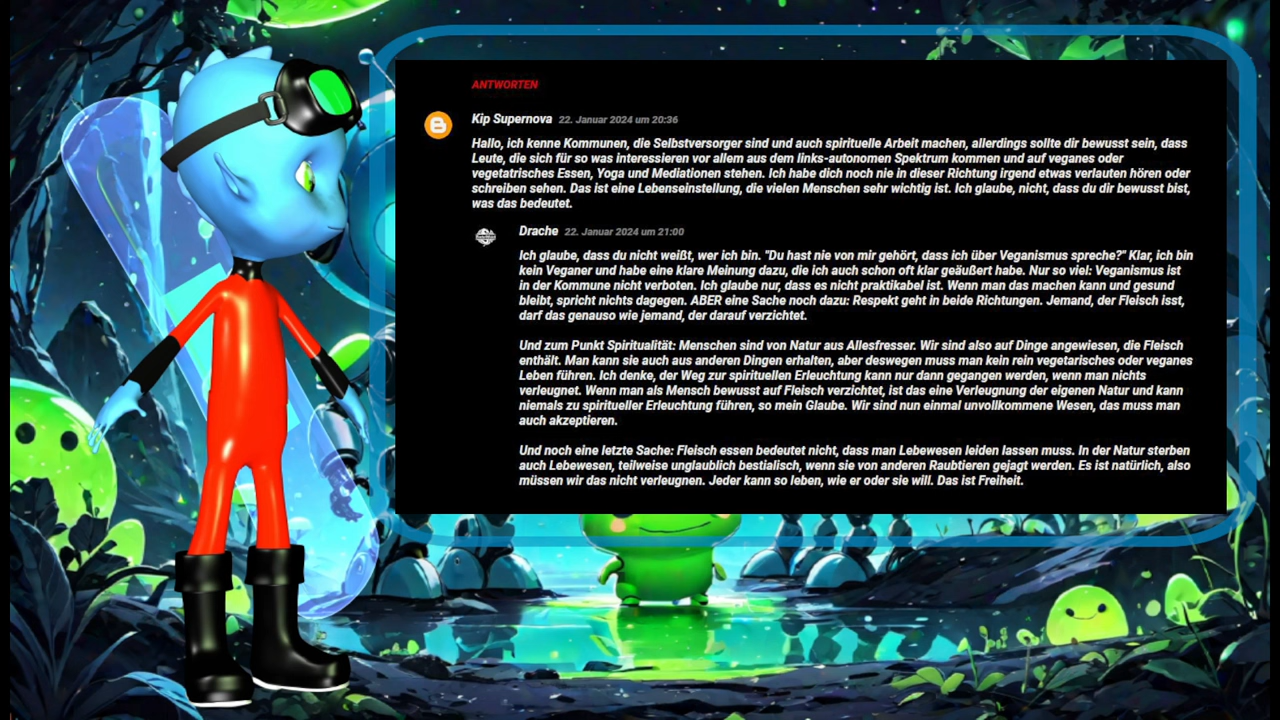 ANTWORTEN
Kip Supernova 22. Januar 2024 um 20:36
Hallo, ich kenne Kommunen, die Selbstversorger sind und auch spirituelle Arbeit machen, allerdings sollte dir bewusst sein, dass
Leute, die sich für so was interessieren vor allem aus dem links-autonomen Spektrum kommen und auf veganes oder
vegetatrisches Essen, Yoga und Mediationen stehen. Ich habe dich noch nie in dieser Richtung irgend etwas verlauten hören oder
schreiben sehen. Das ist eine Lebenseinstellung, die vielen Menschen sehr wichtig ist. Ich glaube, nicht, dass du dir bewusst bist,
was das bedeutet.
Drache 22. Januar 2024 um 21:00
Ich glaube, dass du nicht weißt, wer ich bin. "Du hast nie von mir gehört, dass ich über Veganismus spreche?" Klar, ich bin
kein Veganer und habe eine klare Meinung dazu, die ich auch schon oft klar geäußert habe. Nur so viel: Veganismus ist
in der Kommune nicht verboten. Ich glaube nur, dass es nicht praktikabel ist. Wenn man das machen kann und gesund
bleibt, spricht nichts dagegen. ABER eine Sache noch dazu: Respekt geht in beide Richtungen. Jemand, der Fleisch isst,
darf das genauso wie jemand, der darauf verzichtet.
Und zum Punkt Spiritualität: Menschen sind von Natur aus Allesfresser. Wir sind also auf Dinge angewiesen, die Fleisch
enthält. Man kann sie auch aus anderen Dingen erhalten, aber deswegen muss man kein rein vegetarisches oder veganes
Leben führen. Ich denke, der Weg zur spirituellen Erleuchtung kann nur dann gegangen werden, wenn man nichts
verleugnet. Wenn man als Mensch bewusst auf Fleisch verzichtet, ist das eine Verleugnung der eigenen Natur und kann
niemals zu spiritueller Erleuchtung führen, so mein Glaube. Wir sind nun einmal unvollkommene Wesen, das muss man
auch akzeptieren.
Und noch eine letzte Sache: Fleisch essen bedeutet nicht, dass man Lebewesen leiden lassen muss. In der Natur sterben
auch Lebewesen, teilweise unglaublich bestialisch, wenn sie von anderen Raubtieren gejagt werden. Es ist natürlich, also
müssen wir das nicht verleugnen. Jeder kann so leben, wie er oder sie will. Das ist Freiheit.